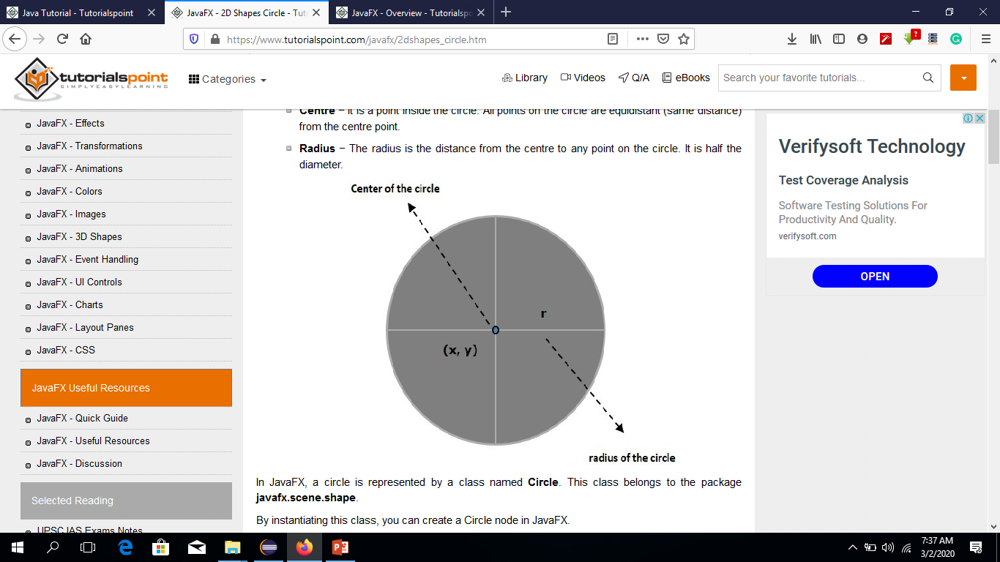 Java Tutorial - Tutorialspoint
JavaFX - 2D Shapes Circle - Tut
JavaFX - Overview - Tutorialspo
https://www.tutorialspoint.com/javafx/2dshapes_circle.htm
tutorialspoint
SIMPLYEASYLEARNING
Categories
Library
Videos
Q/A
eBooks
Search your favorite tutorials...
JavaFX - Effects
JavaFX - Transformations
JavaFX - Animations
JavaFX - Colors
JavaFX - Images
JavaFX - 3D Shapes
JavaFX - Event Handling
JavaFX - UI Controls
JavaFX - Charts
JavaFX - Layout Panes
JavaFX - CSS
JavaFX Useful Resources
JavaFX - Quick Guide
JavaFX - Useful Resources
JavaFX - Discussion
Selected Reading
UPSC IAS Exams Notes
Centre − It is a point inside the circle. All points on the circle are equidistant (same distance)
from the centre point.
Radius − The radius is the distance from the centre to any point on the circle. It is half the
diameter.
Center of the circle
r
(x, y)
radius of the circle
In JavaFX, a circle is represented by a class named Circle. This class belongs to the package
javafx.scene.shape.
By instantiating this class, you can create a Circle node in JavaFX.
Verifysoft Technology
Test Coverage Analysis
Software Testing Solutions For
Productivity And Quality.
verifysoft.com
OPEN
7:37 AM
3/2/2020